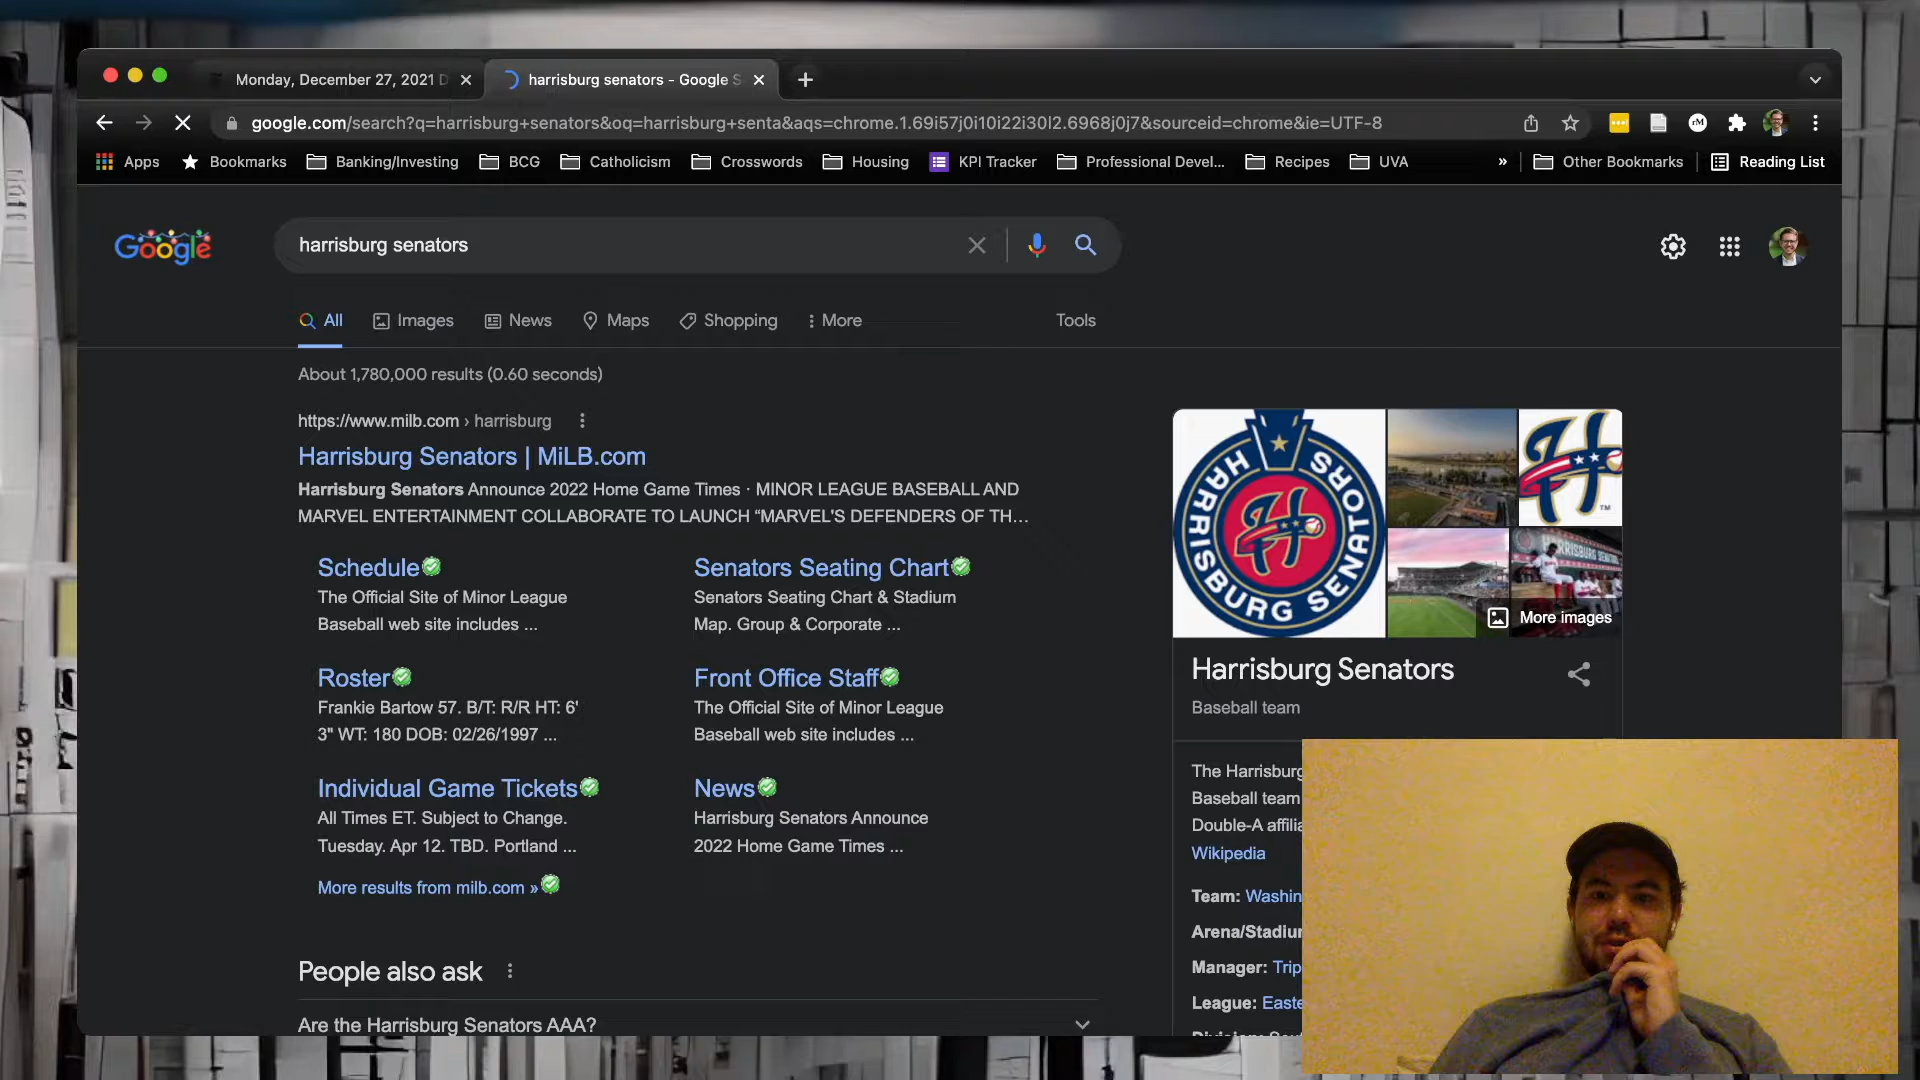 Monday, December 27, 2021 D
harrisburg senators - Google S
google.com/search?q=harrisburg+senators&oq=harrisburg+senta&aqs=chrome.1.69i57j0i10i22i30l2.6968j0j7&sourceid=chrome&ie=UTF-8
Apps
Bookmarks
Banking/Investing
BCG
Catholicism
Crosswords
Housing
KPI Tracker
Professional Devel...
Recipes
UVA
»
Other Bookmarks
Reading List
Google
harrisburg senators
All
Images
News
Maps
Shopping
More
Tools
About 1,780,000 results (0.60 seconds)
https://www.milb.com › harrisburg
Harrisburg Senators | MiLB.com
Harrisburg Senators Announce 2022 Home Game Times · MINOR LEAGUE BASEBALL AND
MARVEL ENTERTAINMENT COLLABORATE TO LAUNCH “MARVEL'S DEFENDERS OF TH...
Schedule
The Official Site of Minor League
Baseball web site includes ...
Senators Seating Chart
Senators Seating Chart & Stadium
Map. Group & Corporate ...
Roster
Frankie Bartow 57. B/T: R/R HT: 6'
3" WT: 180 DOB: 02/26/1997 ...
Front Office Staff
The Official Site of Minor League
Baseball web site includes ...
Individual Game Tickets
All Times ET. Subject to Change.
Tuesday. Apr 12. TBD. Portland ...
News
Harrisburg Senators Announce
2022 Home Game Times ...
More results from milb.com »
People also ask
Are the Harrisburg Senators AAA?
HARRISBURG SENATORS
H
H
TM
HARRISBURG SENATORS
More images
Harrisburg Senators
Baseball team
The Harrisburg
Baseball team
Double-A affilia
Wikipedia
Team: Washin
Arena/Stadium
Manager: Trip
League: Easte